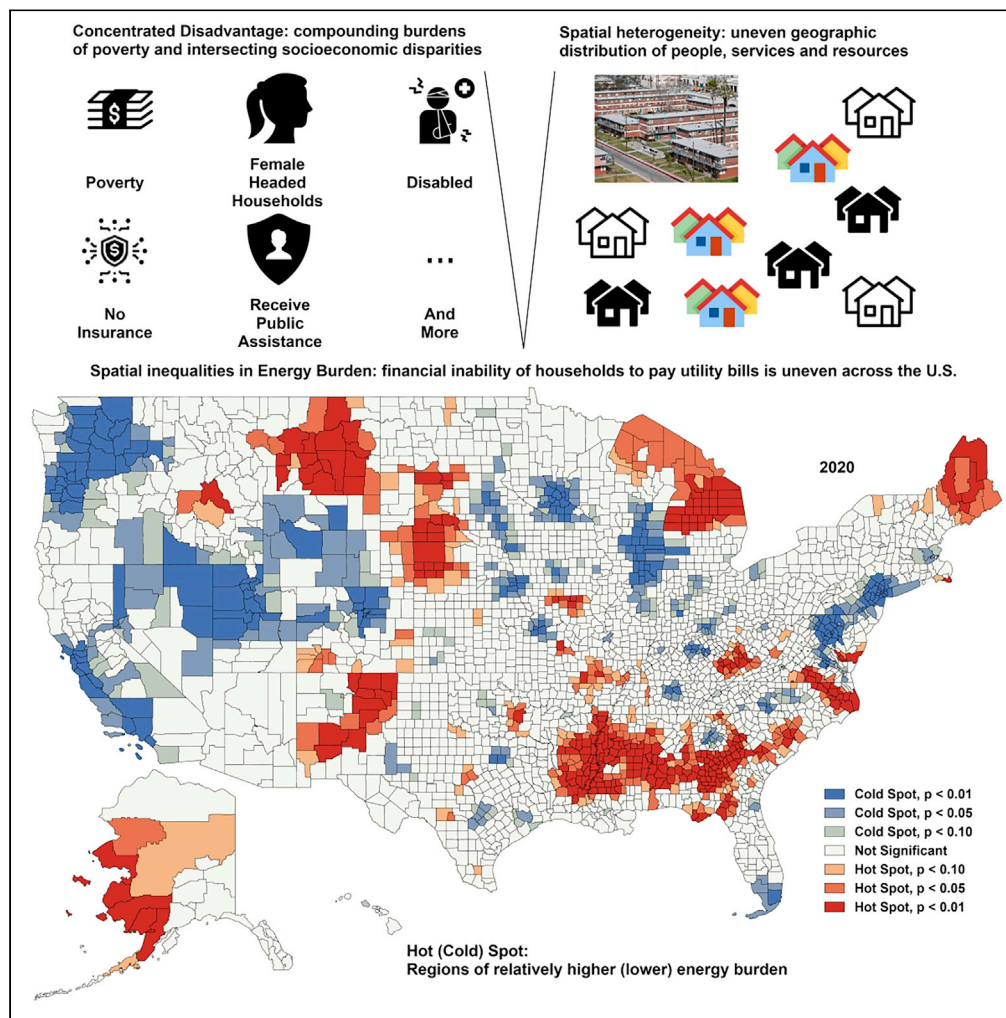 Concentrated Disadvantage: compounding burdens
of poverty and intersecting socioeconomic disparities
Spatial heterogeneity: uneven geographic
distribution of people, services and resources
$
Poverty
Female
Headed
Households
Disabled
$
No
Insurance
Receive
Public
Assistance
...
And
More
Spatial inequalities in Energy Burden: financial inability of households to pay utility bills is uneven across the U.S.
2020
Cold Spot, p < 0.01
Cold Spot, p < 0.05
Cold Spot, p < 0.10
Not Significant
Hot Spot, p < 0.10
Hot Spot, p < 0.05
Hot Spot, p < 0.01
Hot (Cold) Spot:
Regions of relatively higher (lower) energy burden